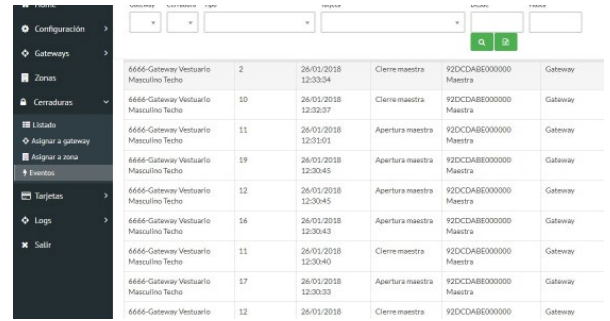 Home
Configuración
Gateways
Zonas
Cerraduras
Listado
Asignar a gateway
Asignar a zona
Eventos
Tarjetas
Logs
Salir
Gateway Cerradura Tipo Tarjeta Desde Hasta
6666-Gateway Vestuario 2 26/01/2018 Cierre maestra 92DCDABE000000 Gateway
Masculino Techo 12:33:34 Maestra
6666-Gateway Vestuario 10 26/01/2018 Cierre maestra 92DCDABE000000 Gateway
Masculino Techo 12:32:37 Maestra
6666-Gateway Vestuario 11 26/01/2018 Apertura maestra 92DCDABE000000 Gateway
Masculino Techo 12:31:01 Maestra
6666-Gateway Vestuario 19 26/01/2018 Apertura maestra 92DCDABE000000 Gateway
Masculino Techo 12:30:45 Maestra
6666-Gateway Vestuario 12 26/01/2018 Apertura maestra 92DCDABE000000 Gateway
Masculino Techo 12:30:45 Maestra
6666-Gateway Vestuario 16 26/01/2018 Apertura maestra 92DCDABE000000 Gateway
Masculino Techo 12:30:43 Maestra
6666-Gateway Vestuario 11 26/01/2018 Cierre maestra 92DCDABE000000 Gateway
Masculino Techo 12:30:40 Maestra
6666-Gateway Vestuario 17 26/01/2018 Apertura maestra 92DCDABE000000 Gateway
Masculino Techo 12:30:33 Maestra
6666-Gateway Vestuario 12 26/01/2018 Cierre maestra 92DCDABE000000 Gateway